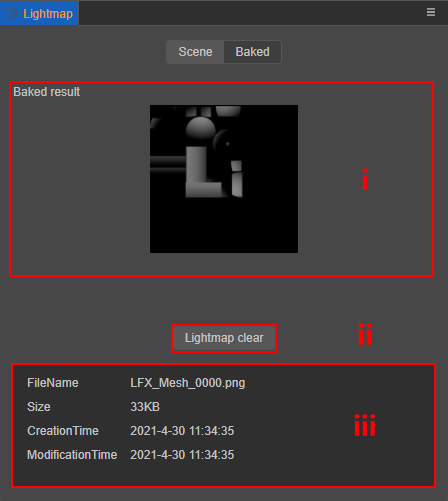 Lightmap
Scene Baked
Baked result
i
Lightmap clear
ii
FileName LFX_Mesh_0000.png
Size 33KB
iii
CreationTime 2021-4-30 11:34:35
ModificationTime 2021-4-30 11:34:35